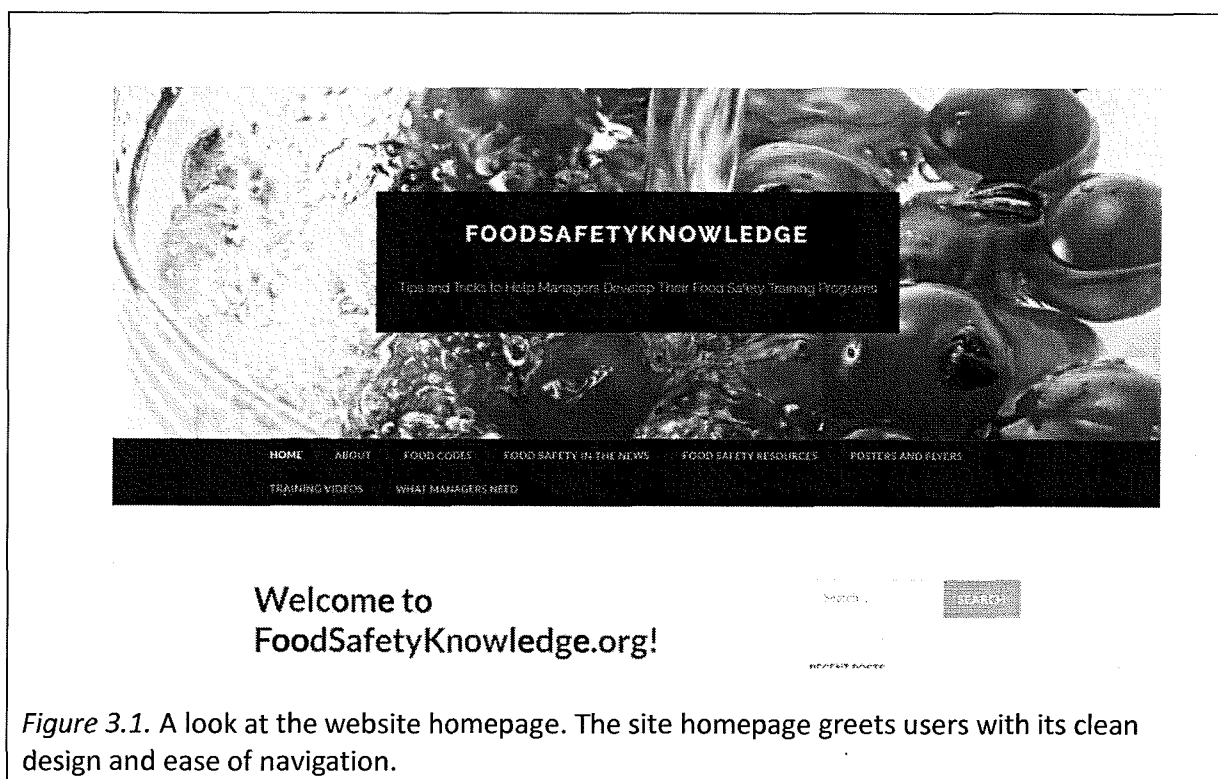 FOODSAFETYKNOWLEDGE
Tips and Tricks to Help Managers Develop Their Food Safety Training Programs
HOME ABOUT FOOD CODES FOOD SAFETY IN THE NEWS FOOD SAFETY RESOURCES POSTERS AND FLYERS
TRAINING VIDEOS WHAT MANAGERS NEED
Welcome to
FoodSafetyKnowledge.org!
Search ...
SEARCH
RECENT POSTS
Figure 3.1. A look at the website homepage. The site homepage greets users with its clean
design and ease of navigation.